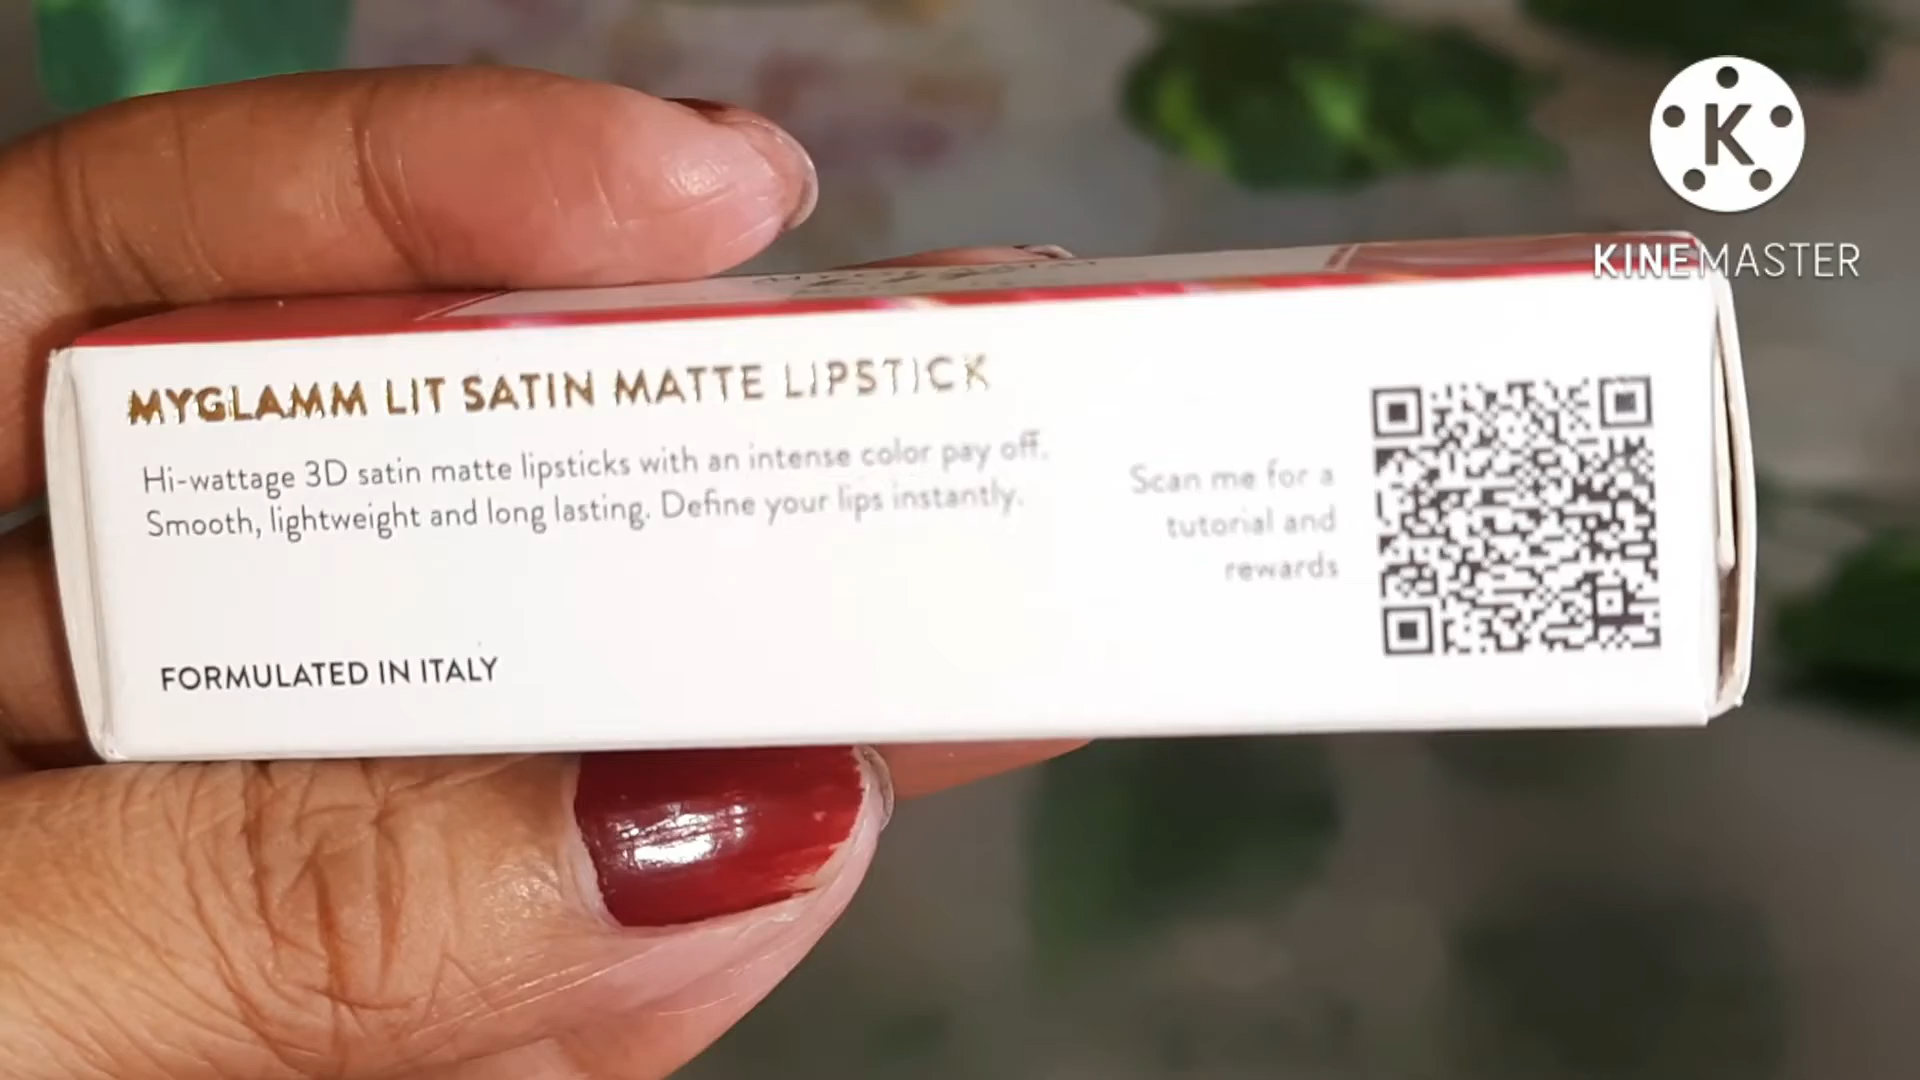 MYGLAMM LIT SATIN MATTE LIPSTICK
Hi-wattage 3D satin matte lipsticks with an intense color pay off.
Smooth, lightweight and long lasting. Define your lips instantly.
FORMULATED IN ITALY
Scan me for a
tutorial and
rewards
K
KINEMASTER